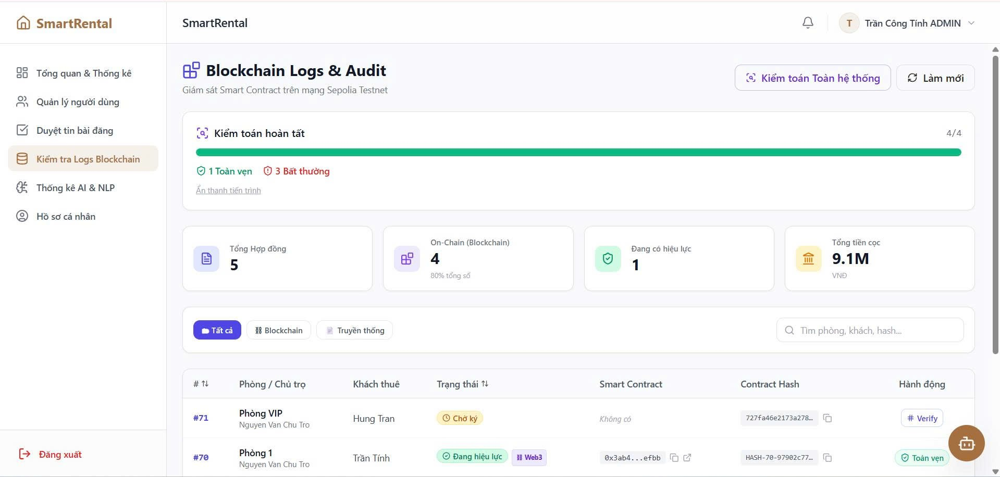 SmartRental
SmartRental
T
Trần Công Tính ADMIN
Tổng quan & Thống kê
Quản lý người dùng
Duyệt tin bài đăng
Kiểm tra Logs Blockchain
Thống kê AI & NLP
Hồ sơ cá nhân
Đăng xuất
Blockchain Logs & Audit
Giám sát Smart Contract trên mạng Sepolia Testnet
Kiểm toán Toàn hệ thống
Làm mới
Kiểm toán hoàn tất
4/4
1 Toàn vẹn
3 Bất thường
Ẩn thanh tiến trình
Tổng Hợp đồng
5
On-Chain (Blockchain)
4
80% tổng số
Đang có hiệu lực
1
Tổng tiền cọc
9.1M
VNĐ
Tất cả
Blockchain
Truyền thống
Tìm phòng, khách, hash...
# Phòng / Chủ trọ Khách thuê Trạng thái Smart Contract Contract Hash Hành động
#71
Phòng VIP
Nguyen Van Chu Tro
Hung Tran
Chờ ký
Không có
727fa46e2173a278…
# Verify
#70
Phòng 1
Nguyen Van Chu Tro
Trần Tính
Đang hiệu lực
Web3
0x3ab4...efbb
HASH-70-97902c77…
Toàn vẹn